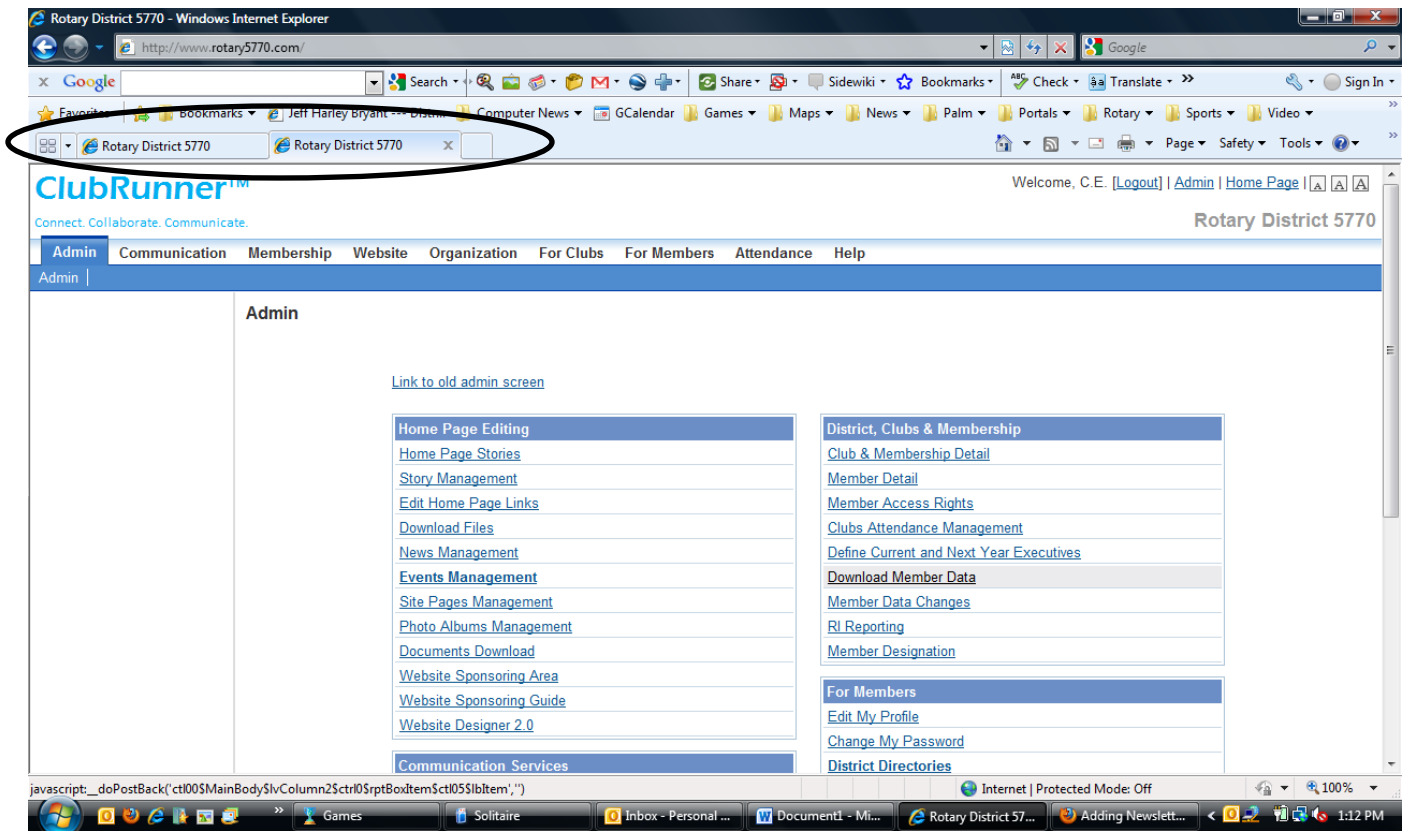 Rotary District 5770 - Windows Internet Explorer
http://www.rotary5770.com/ Google
x Google Search Share Sidewiki Bookmarks Check Translate >> Sign In
Favorites Bookmarks Jeff Harley Bryant --- Computer News GCalendar Games Maps News Palm Portals Rotary Sports Video >>
Rotary District 5770 Rotary District 5770 x Page Safety Tools >>
ClubRunner™ Welcome, C.E. [Logout] | Admin | Home Page | A A A
Connect. Collaborate. Communicate. Rotary District 5770
Admin Communication Membership Website Organization For Clubs For Members Attendance Help
Admin |
Admin
Link to old admin screen
Home Page Editing
Home Page Stories
Story Management
Edit Home Page Links
Download Files
News Management
Events Management
Site Pages Management
Photo Albums Management
Documents Download
Website Sponsoring Area
Website Sponsoring Guide
Website Designer 2.0
Communication Services
District, Clubs & Membership
Club & Membership Detail
Member Detail
Member Access Rights
Clubs Attendance Management
Define Current and Next Year Executives
Download Member Data
Member Data Changes
RI Reporting
Member Designation
For Members
Edit My Profile
Change My Password
District Directories
javascript:__doPostBack('ctl00$MainBody$lvColumn2$ctrl0$rptBoxItem$ctl05$lbItem','') Internet | Protected Mode: Off 100%
>> Games Solitaire Inbox - Personal ... Document1 - Mi... Rotary District 57... Adding Newslett... < 1:12 PM